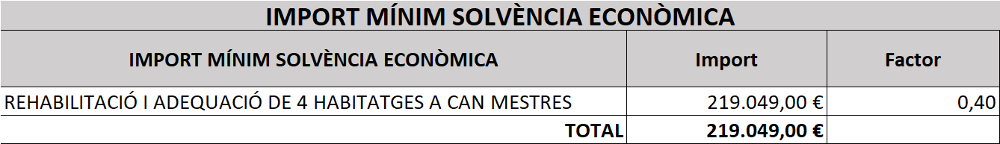 IMPORT MÍNIM SOLVÈNCIA ECONÒMICA
IMPORT MÍNIM SOLVÈNCIA ECONÒMICA Import Factor
REHABILITACIÓ I ADEQUACIÓ DE 4 HABITATGES A CAN MESTRES 219.049,00 € 0,40
TOTAL 219.049,00 €